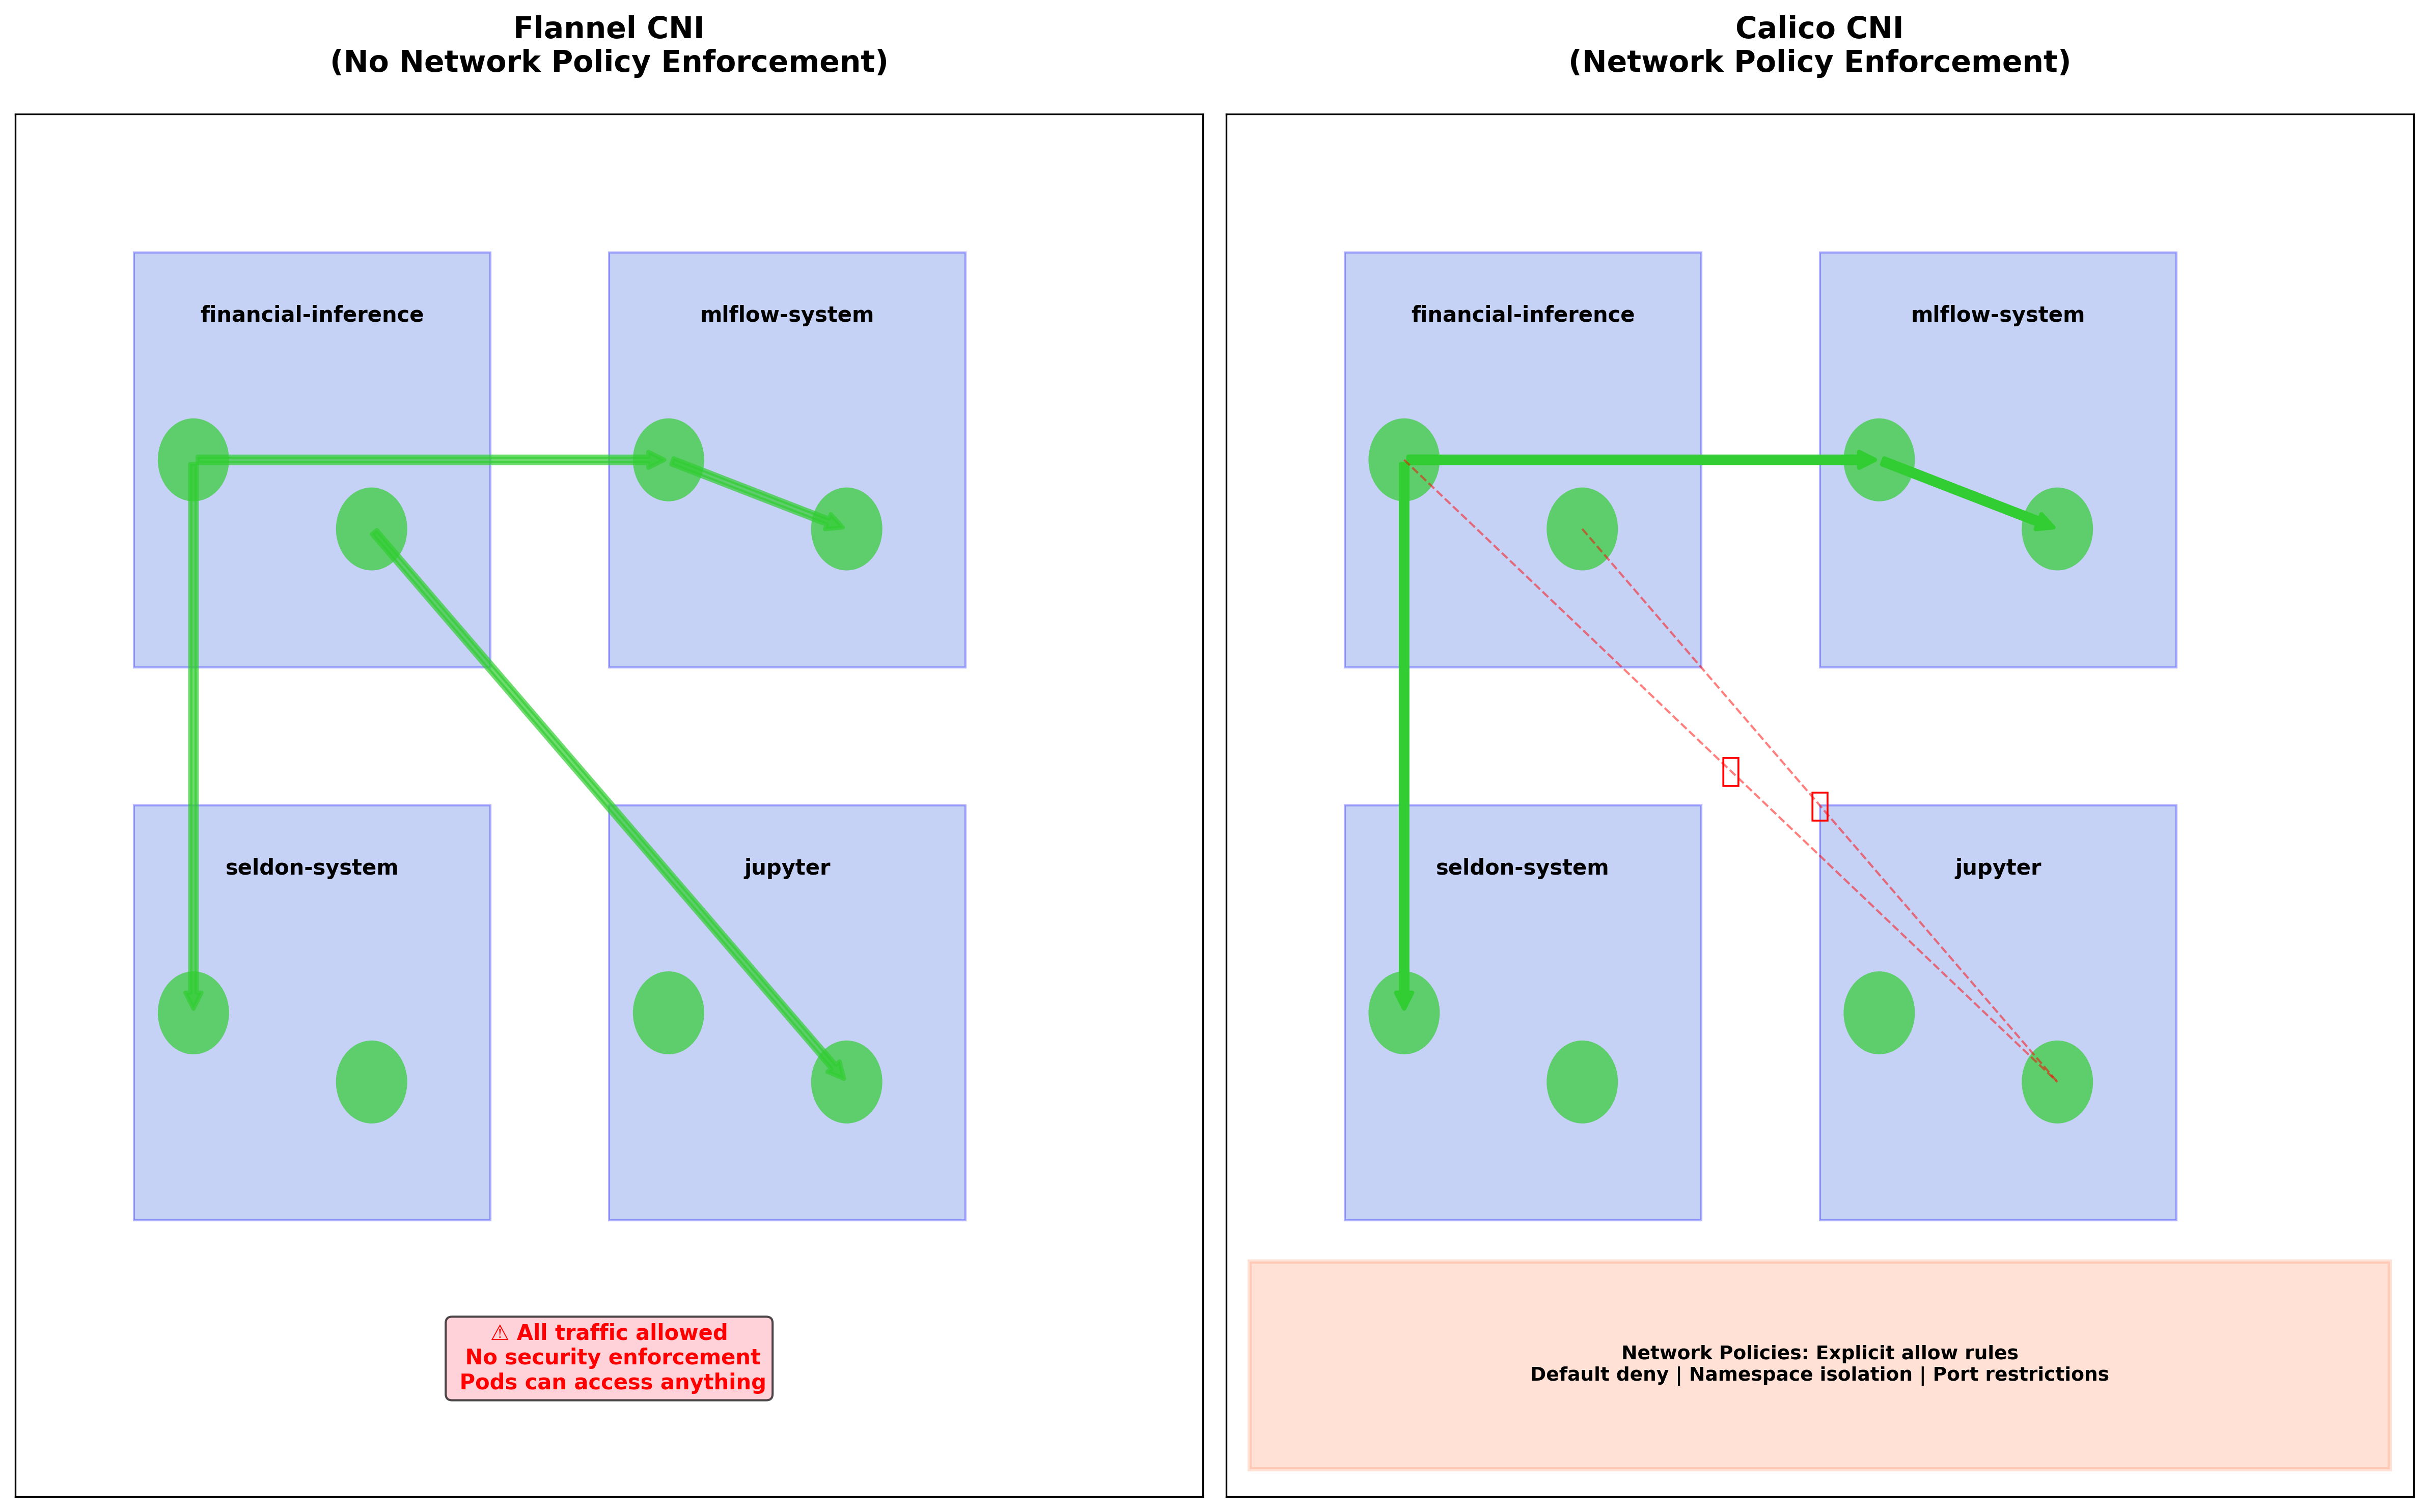 Flannel CNI
(No Network Policy Enforcement)
financial-inference
mlflow-system
seldon-system
jupyter
⚠ All traffic allowed
No security enforcement
Pods can access anything
Calico CNI
(Network Policy Enforcement)
financial-inference
mlflow-system
seldon-system
jupyter
Network Policies: Explicit allow rules
Default deny | Namespace isolation | Port restrictions